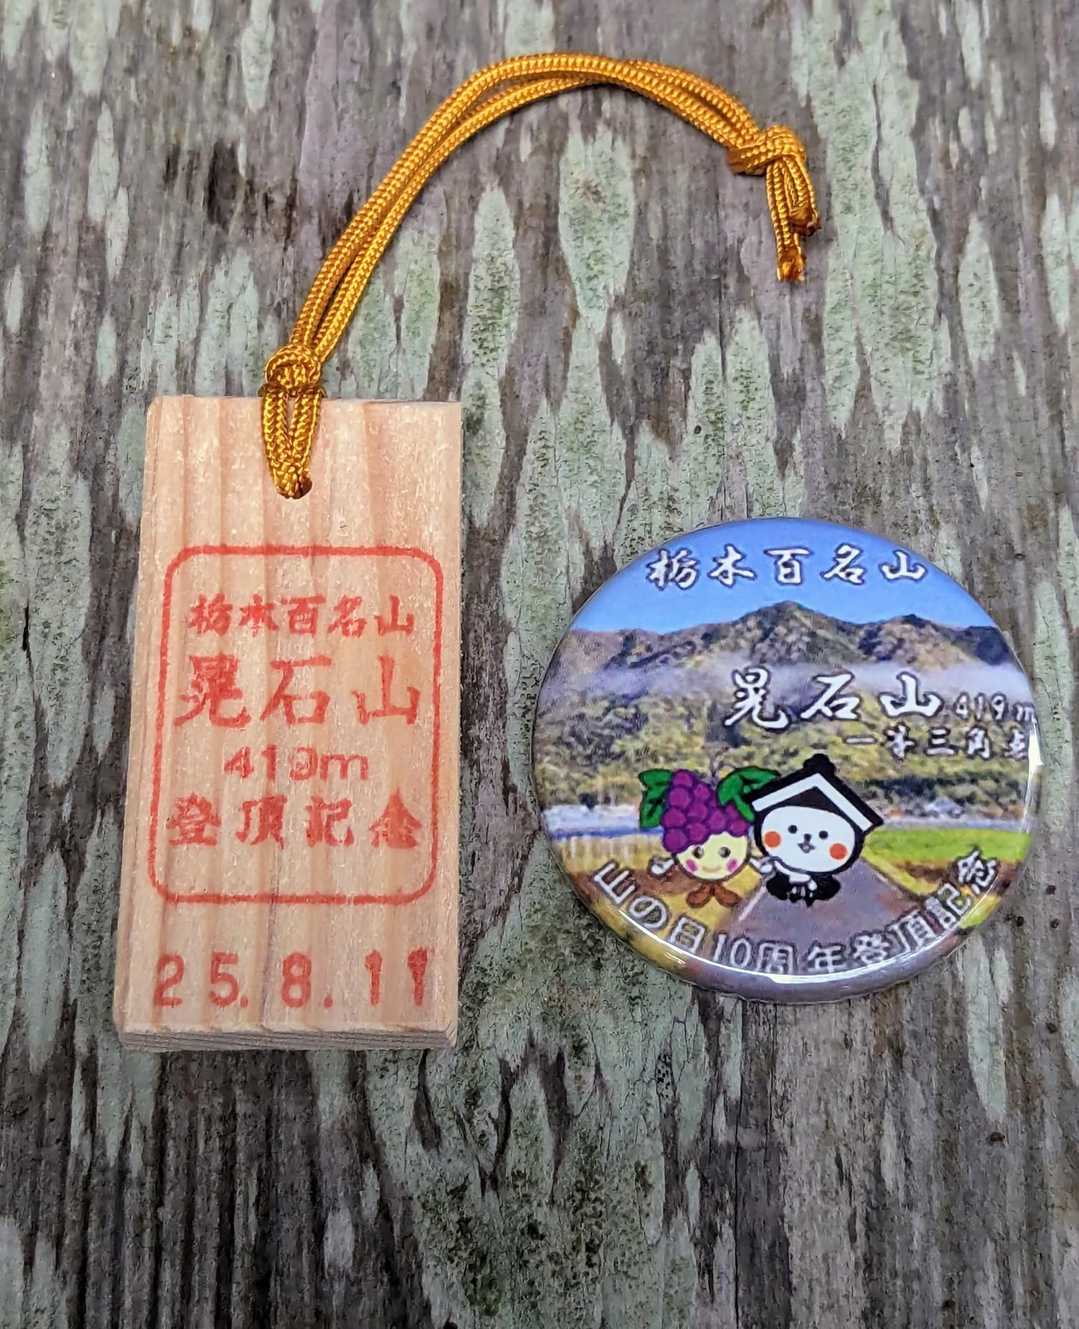 栃木百名山
晃石山
419m
登頂記念
25.8.11
栃木百名山
晃石山 419m
一等三角点
山の日10周年登頂記念